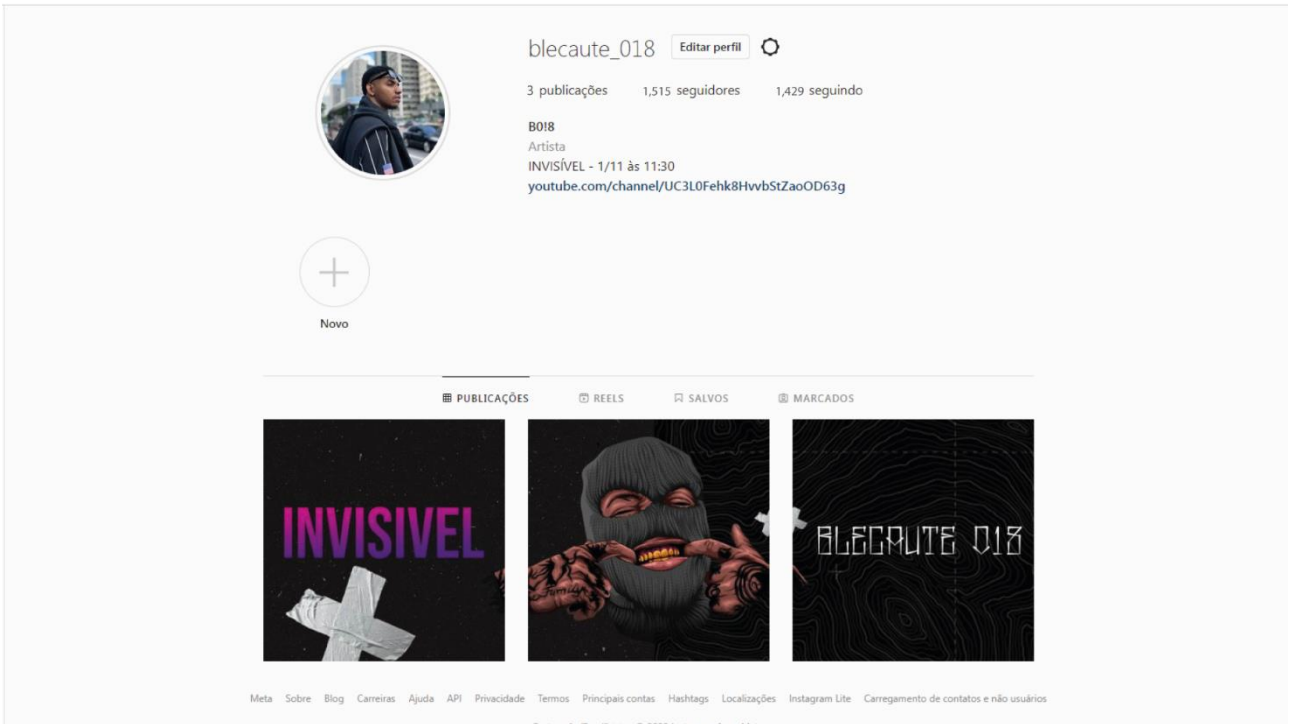 blecaute_018 Editar perfil
3 publicações 1,515 seguidores 1,429 seguindo
B0!8
Artista
INVISÍVEL - 1/11 às 11:30
youtube.com/channel/UC3L0Fehk8HvvbStZaoOD63g
Novo
PUBLICAÇÕES REELS SALVOS MARCADOS
INVISIVEL
Family
BLECAUTE 018
Meta Sobre Blog Carreiras Ajuda API Privacidade Termos Principais contas Hashtags Localizações Instagram Lite Carregamento de contatos e não usuários